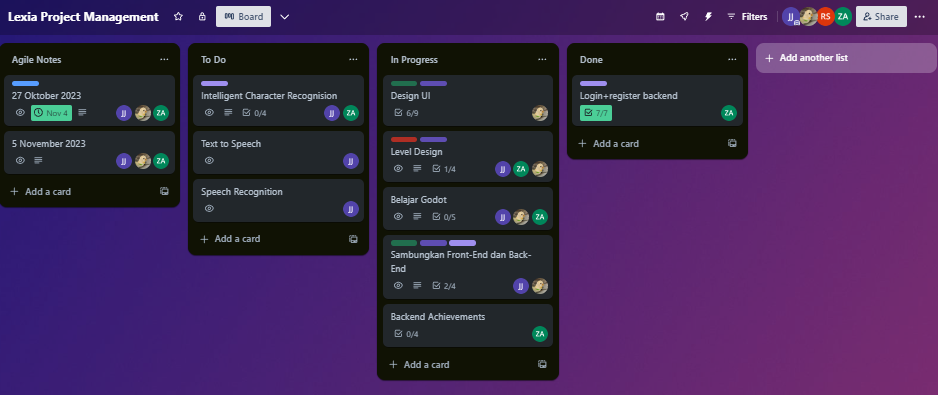 Lexia Project Management
Board
Filters
JJ
RS
ZA
Share
Agile Notes
27 Oktober 2023
Nov 4
JJ
ZA
5 November 2023
JJ
ZA
+ Add a card
To Do
Intelligent Character Recognision
0/4
JJ
ZA
Text to Speech
JJ
Speech Recognition
JJ
+ Add a card
In Progress
Design UI
6/9
Level Design
1/4
JJ
ZA
Belajar Godot
0/5
JJ
ZA
Sambungkan Front-End dan Back-
End
2/4
JJ
Backend Achievements
0/4
ZA
+ Add a card
Done
Login+register backend
7/7
ZA
+ Add a card
+ Add another list